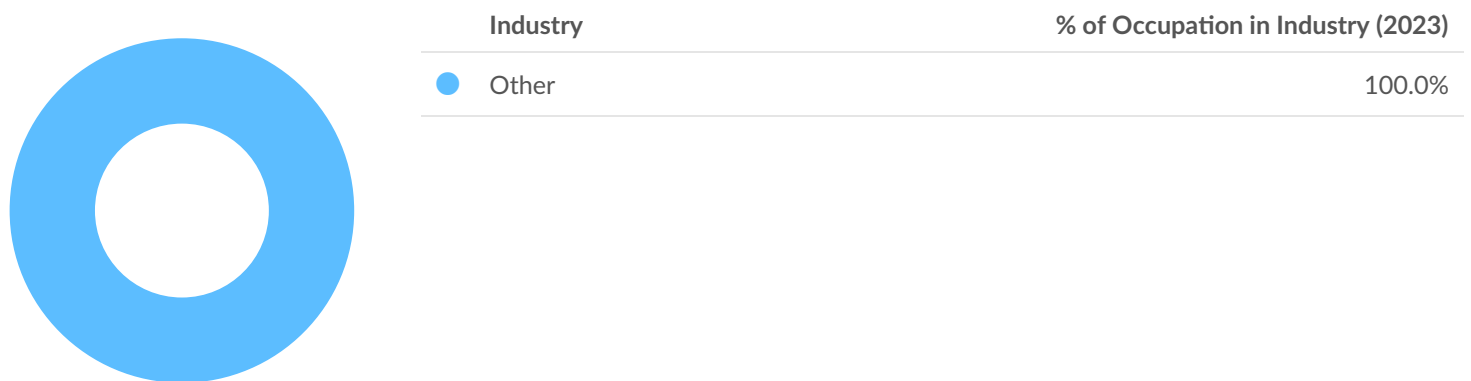 Industry % of Occupation in Industry (2023)
Other 100.0%